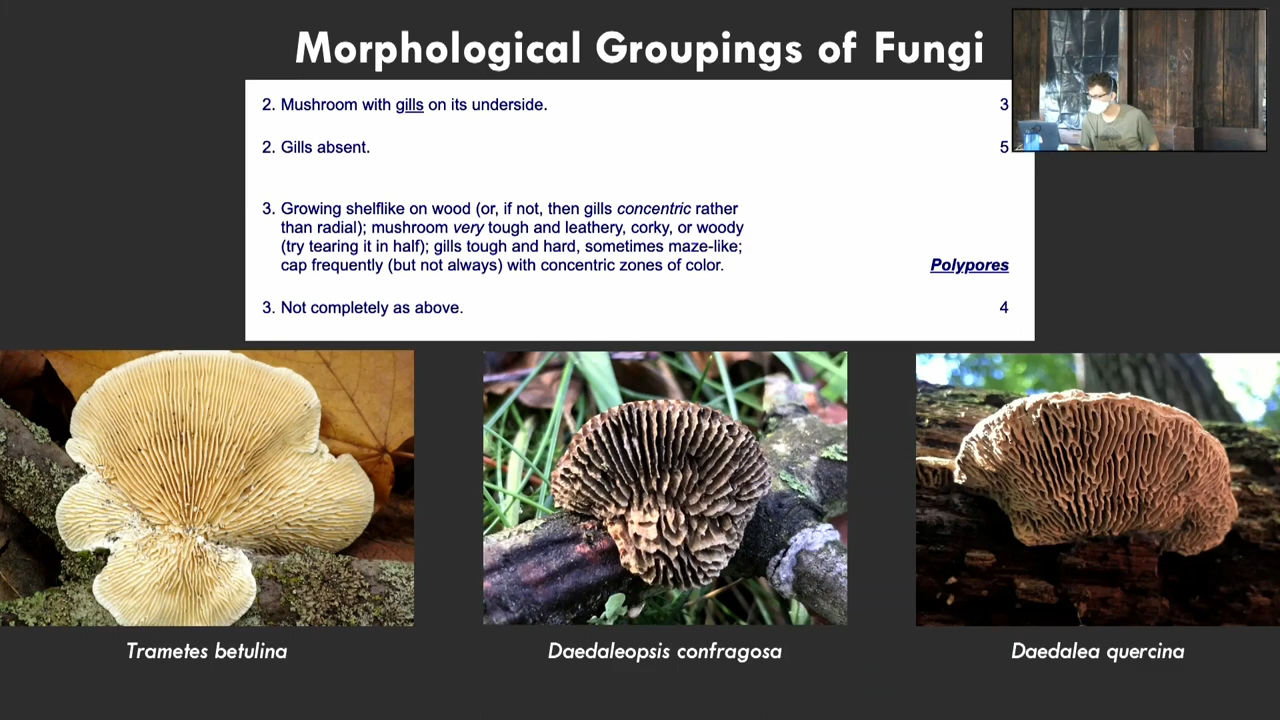 Morphological Groupings of Fungi
2. Mushroom with gills on its underside. 3
2. Gills absent. 5
3. Growing shelflike on wood (or, if not, then gills concentric rather
than radial); mushroom very tough and leathery, corky, or woody
(try tearing it in half); gills tough and hard, sometimes maze-like;
cap frequently (but not always) with concentric zones of color. Polypores
3. Not completely as above. 4
Trametes betulina
Daedaleopsis confragosa
Daedalea quercina